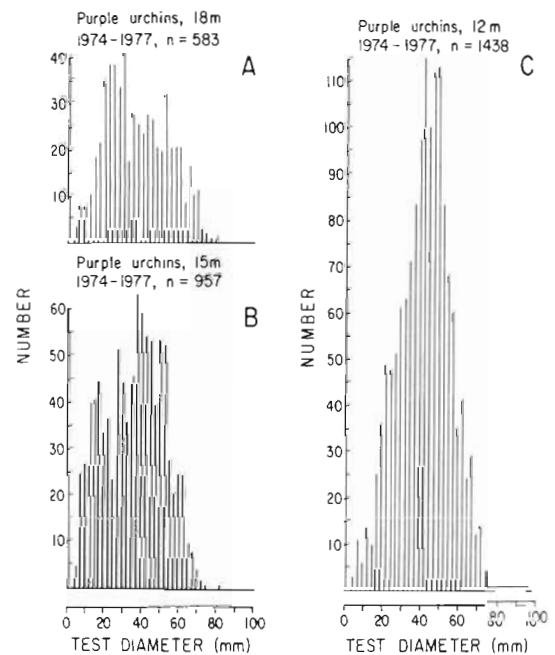 Purple urchins, 18m
1974-1977, n = 583
A
40
30
20
10
Purple urchins, 15m
1974-1977, n = 957
B
60
50
40
30
20
10
NUMBER
0 20 40 60 80 100
TEST DIAMETER (mm)
Purple urchins, 12m
1974-1977, n = 1438
C
110
100
90
80
70
60
50
40
30
20
10
NUMBER
0 20 40 60 80 100
TEST DIAMETER (mm)